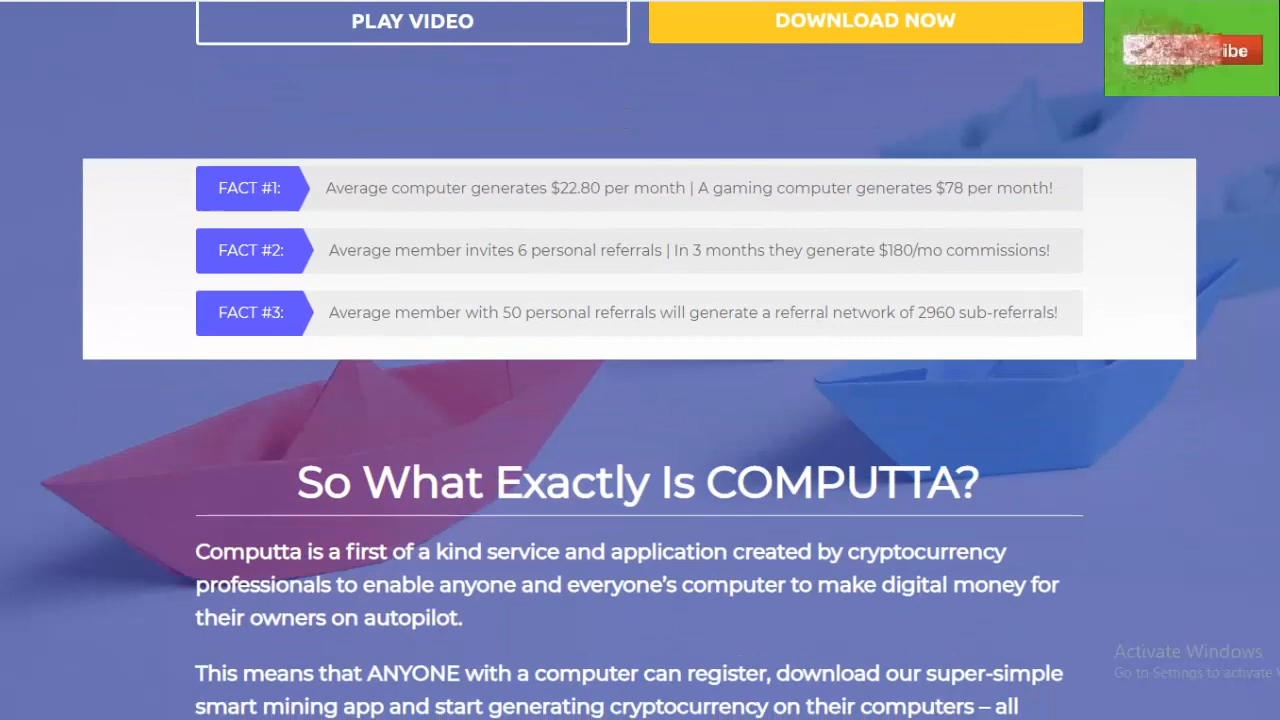 PLAY VIDEO
DOWNLOAD NOW
FACT #1:
Average computer generates $22.80 per month | A gaming computer generates $78 per month!
FACT #2:
Average member invites 6 personal referrals | In 3 months they generate $180/mo commissions!
FACT #3:
Average member with 50 personal referrals will generate a referral network of 2960 sub-referrals!
So What Exactly Is COMPUTTA?
Computta is a first of a kind service and application created by cryptocurrency
professionals to enable anyone and everyone’s computer to make digital money for
their owners on autopilot.
This means that ANYONE with a computer can register, download our super-simple
smart mining app and start generating cryptocurrency on their computers – all
Activate Windows
Go to Settings to activate